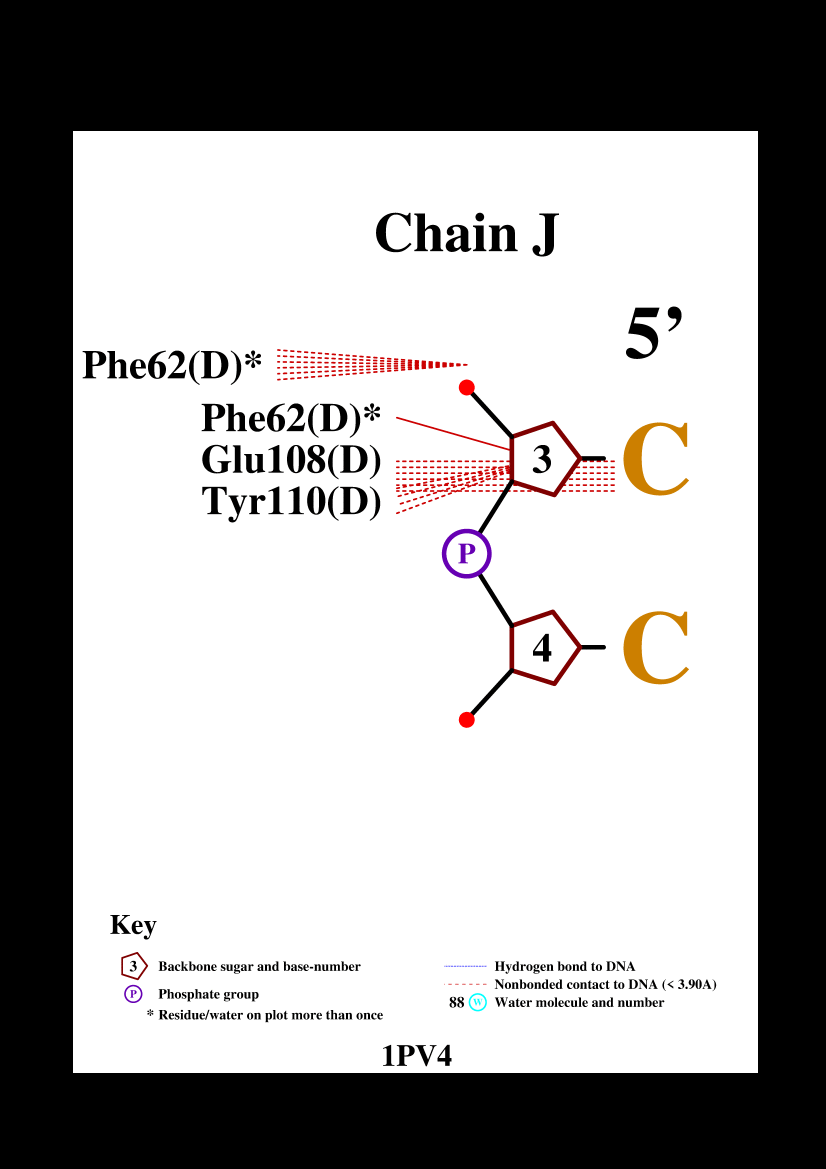 Chain J
5’
Phe62(D)*
Phe62(D)*
Glu108(D)
Tyr110(D)
3 C
P
4 C
Key
3 Backbone sugar and base-number
P Phosphate group
* Residue/water on plot more than once
Hydrogen bond to DNA
Nonbonded contact to DNA (< 3.90A)
88 W Water molecule and number
1PV4